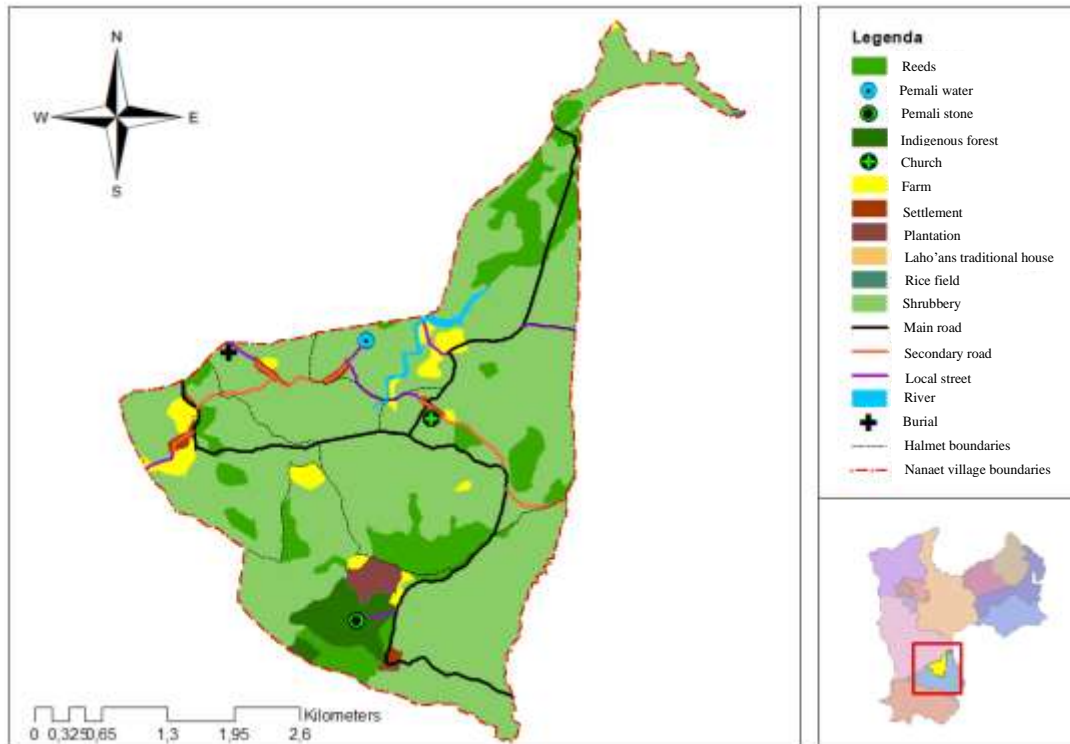 N
W
E
S
Kilometers
0 0,3250,65 1,3 1,95 2,6
Legenda
Reeds
Pemali water
Pemali stone
Indigenous forest
Church
Farm
Settlement
Plantation
Laho'ans traditional house
Rice field
Shrubbery
Main road
Secondary road
Local street
River
Burial
Halmet boundaries
Nanaet village boundaries